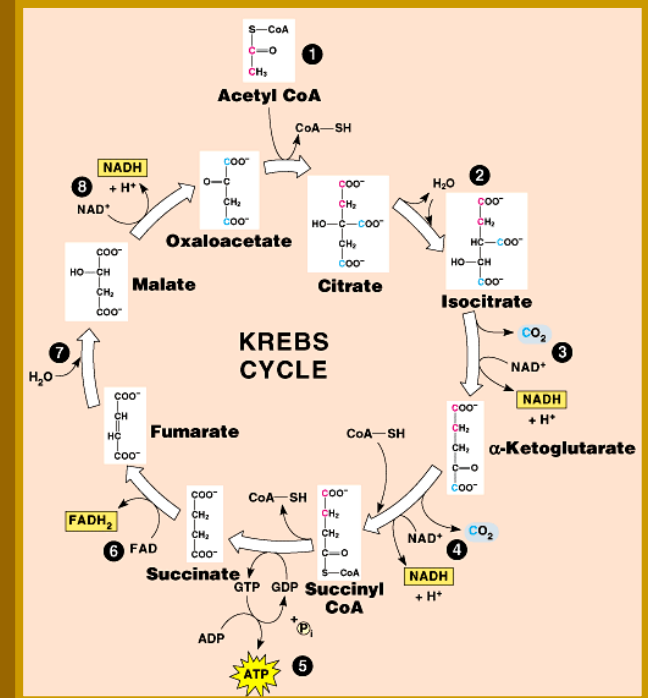 S—CoA
C=O
CH₃
1
Acetyl CoA
CoA—SH
COO⁻
O—C
CH₂
COO⁻
Oxaloacetate
COO⁻
CH₂
HO—C—COO⁻
CH₂
COO⁻
Citrate
H₂O
2
COO⁻
CH₂
HC—COO⁻
HO—CH
COO⁻
Isocitrate
CO₂
3
NAD⁺
NADH
+ H⁺
COO⁻
CH₂
CH₂
C—O
COO⁻
α-Ketoglutarate
KREBS
CYCLE
CoA—SH
NAD⁺
4
CO₂
NADH
+ H⁺
COO⁻
CH₂
CH₂
C=O
S—CoA
Succinyl
CoA
CoA—SH
GTP
GDP
+ Pi
ADP
ATP
5
COO⁻
CH₂
CH₂
COO⁻
Succinate
FADH₂
6
FAD
COO⁻
CH
HC
COO⁻
Fumarate
7
H₂O
COO⁻
HO—CH
CH₂
COO⁻
Malate
8
NADH
+ H⁺
NAD⁺